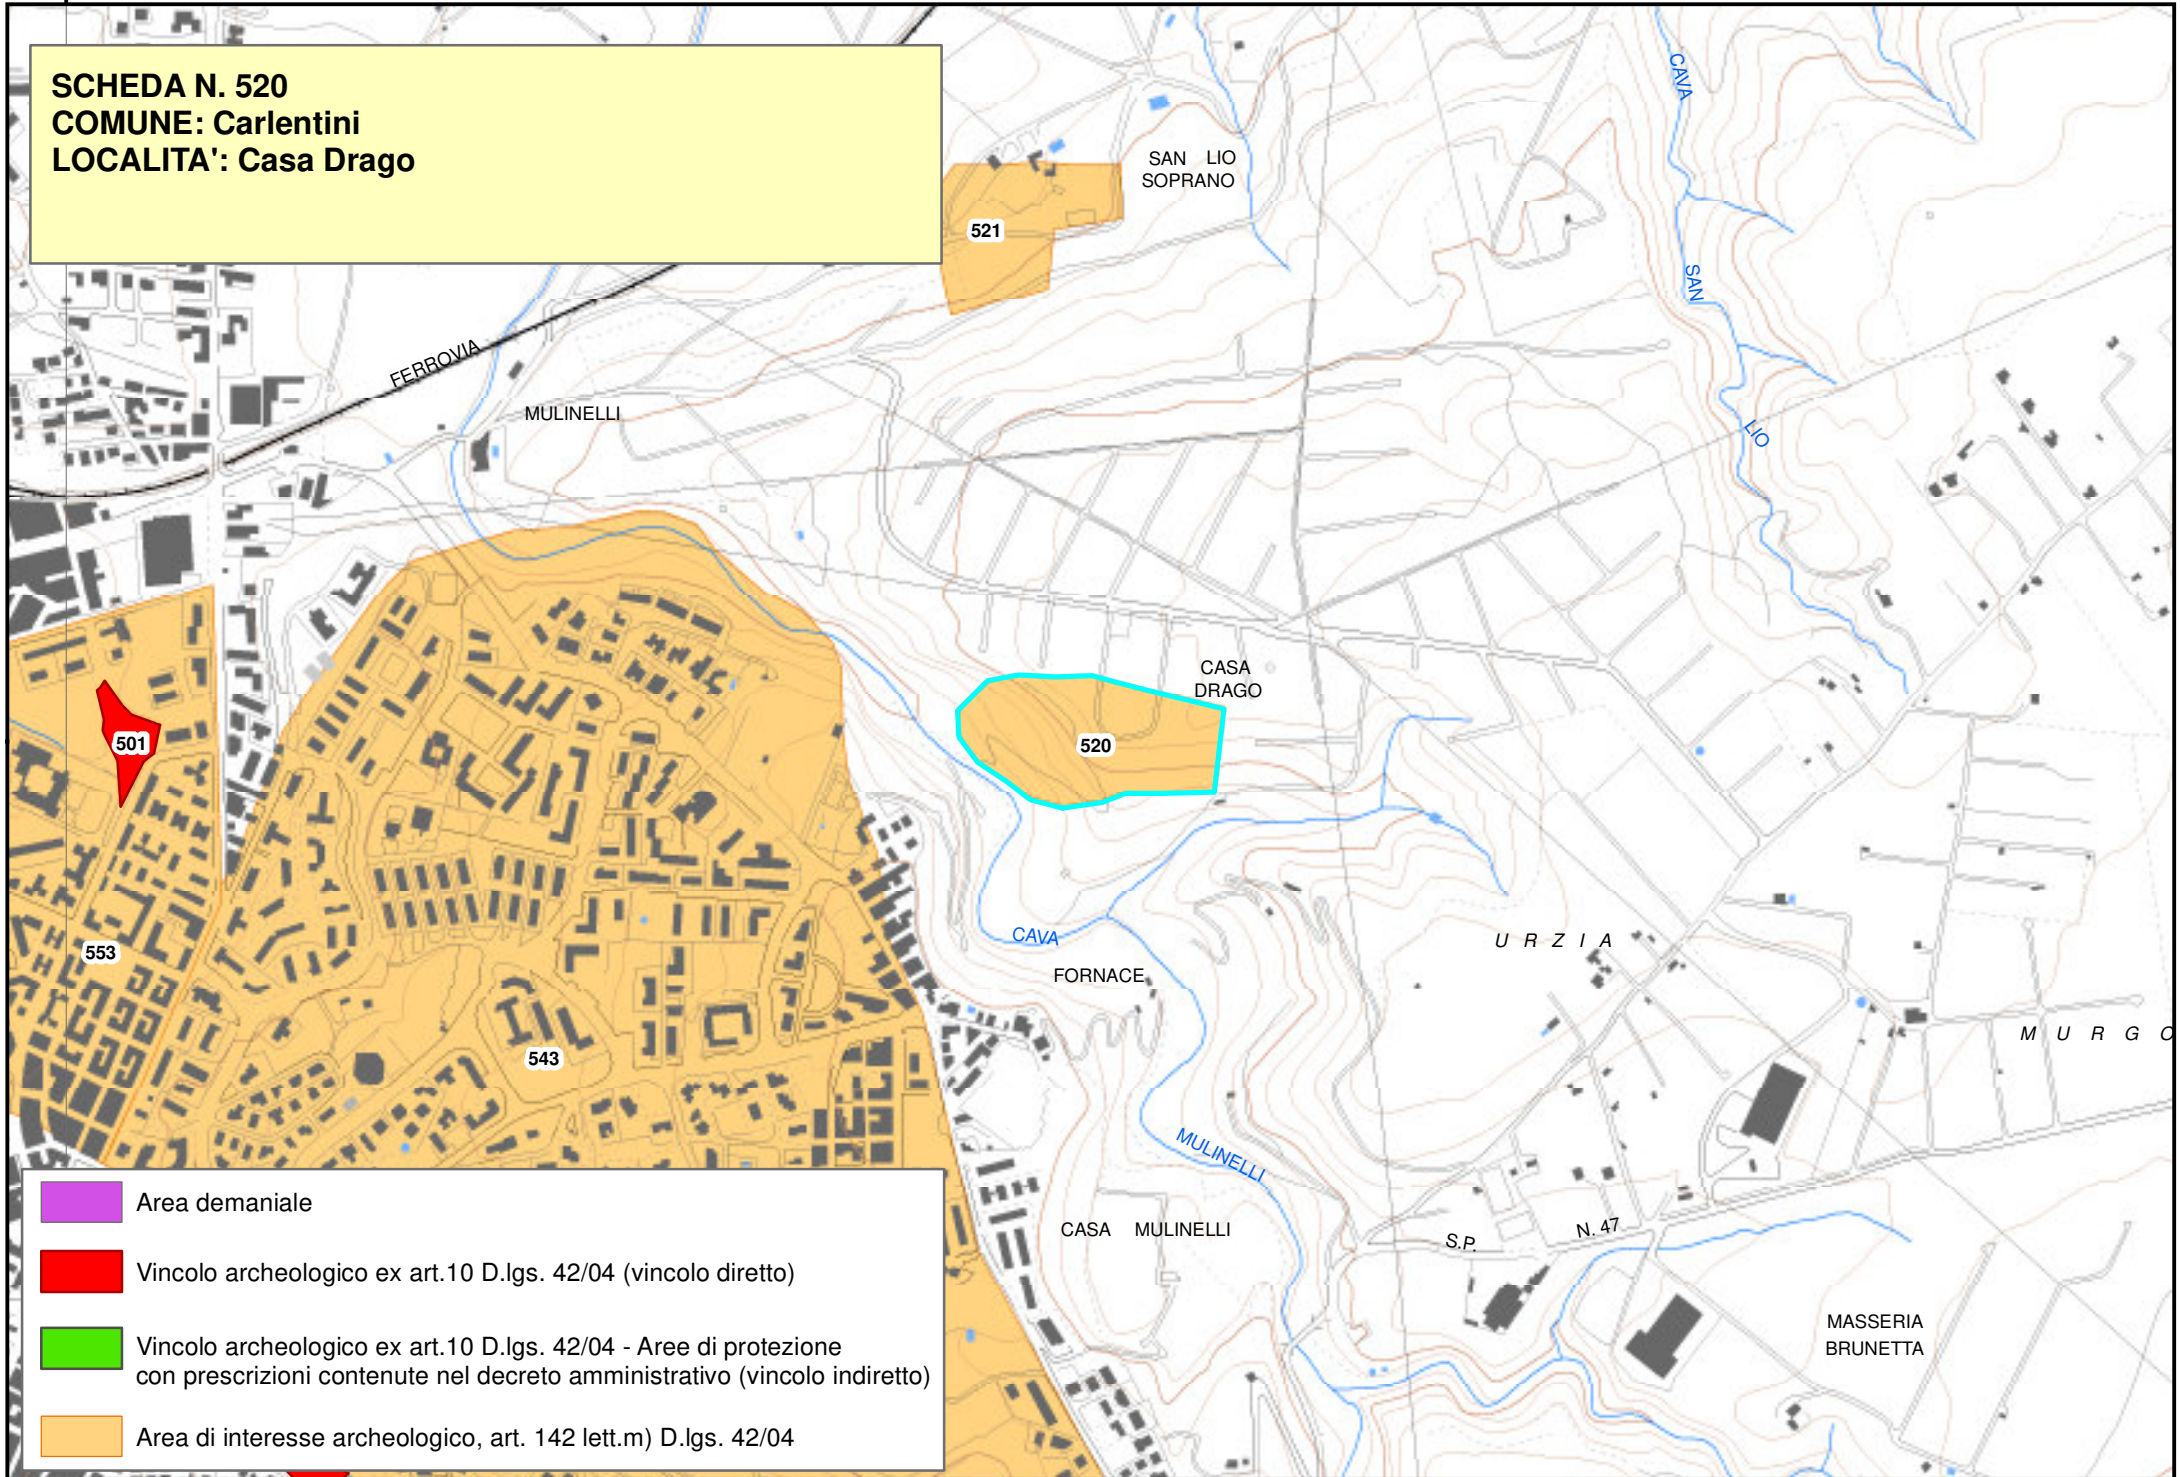 SCHEDA N. 520
COMUNE: Carlentini
LOCALITA': Casa Drago
SAN LIO
SOPRANO
521
CAVA
SAN
LIO
FERROVIA
MULINELLI
CASA
DRAGO
520
501
553
543
CAVA
FORNACE
URZIA
MURGO
MULINELLI
CASA MULINELLI
S.P.
N. 47
MASSERIA
BRUNETTA
Area demaniale
Vincolo archeologico ex art.10 D.lgs. 42/04 (vincolo diretto)
Vincolo archeologico ex art.10 D.lgs. 42/04 - Aree di protezione
con prescrizioni contenute nel decreto amministrativo (vincolo indiretto)
Area di interesse archeologico, art. 142 lett.m) D.lgs. 42/04